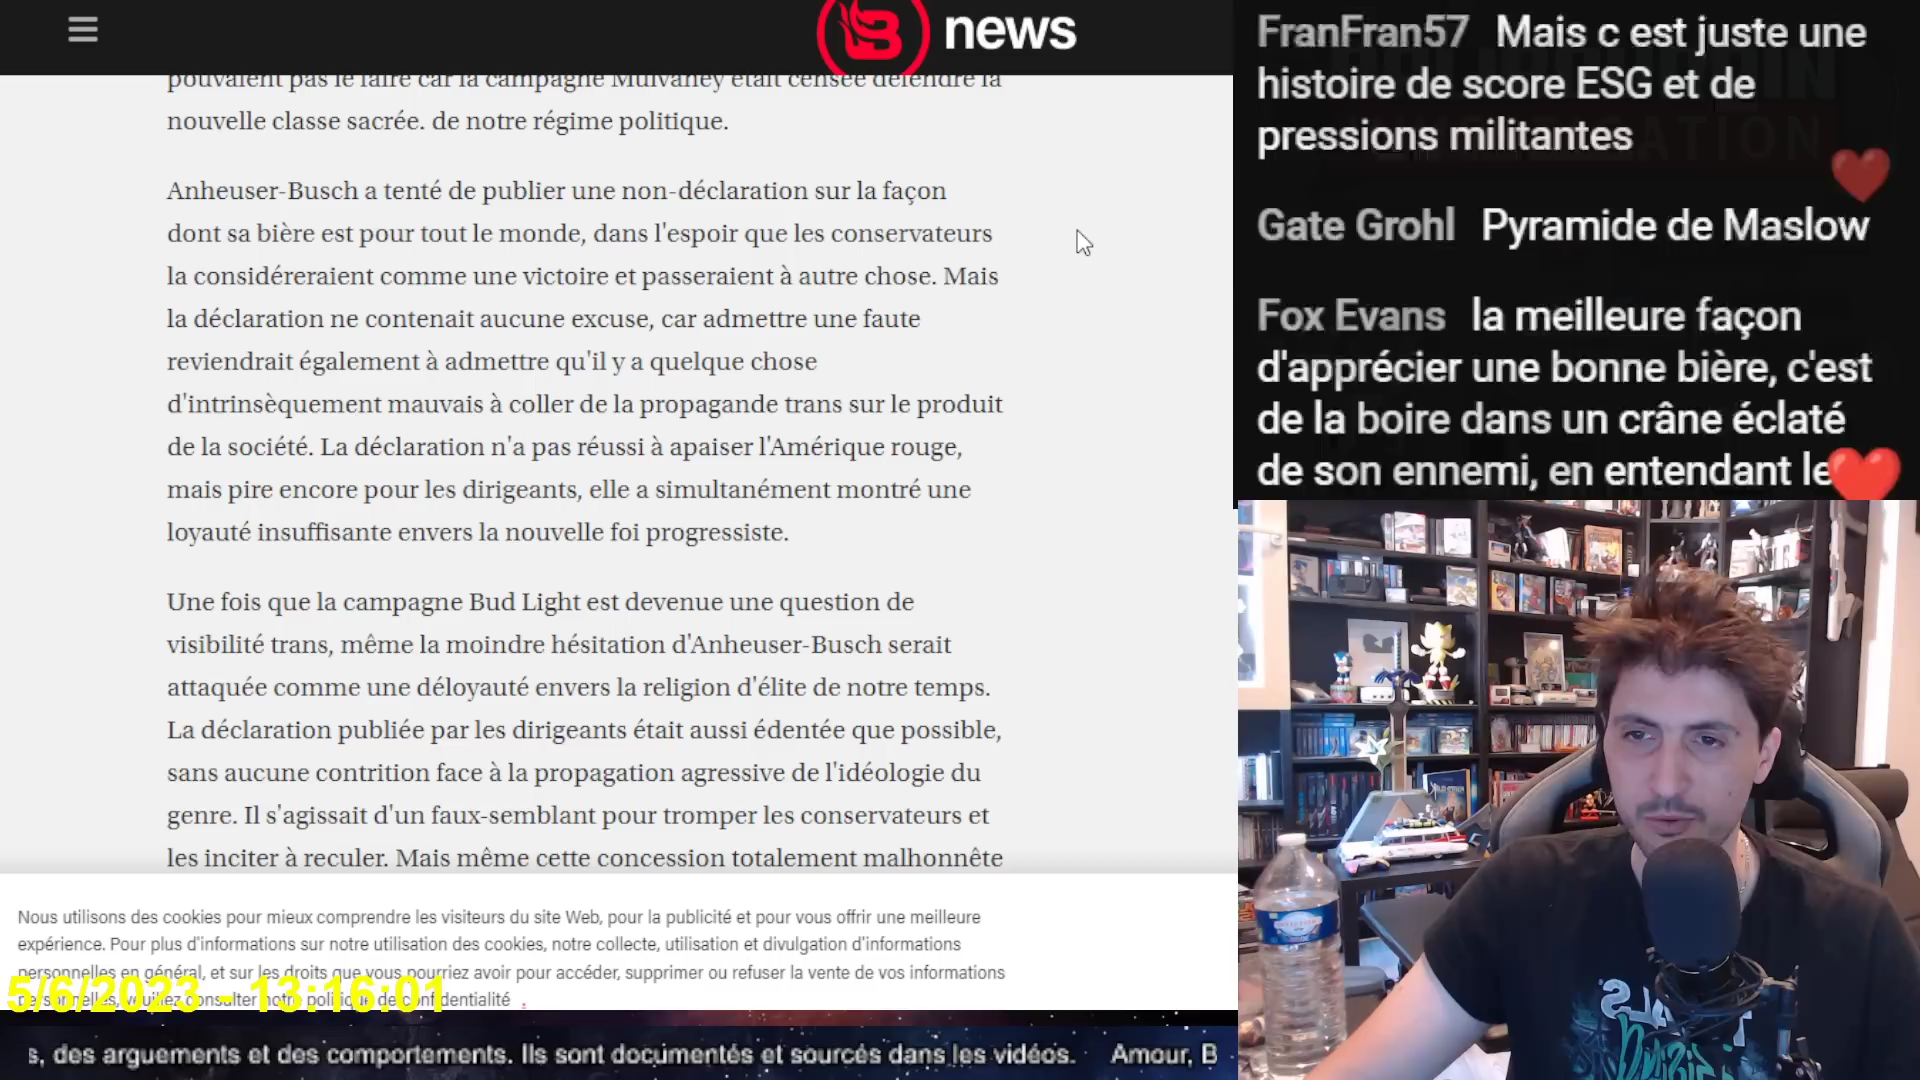 news
pouvaient pas le faire car la campagne Mulvaney était censée défendre la
nouvelle classe sacrée. de notre régime politique.
Anheuser-Busch a tenté de publier une non-déclaration sur la façon
dont sa bière est pour tout le monde, dans l'espoir que les conservateurs
la considéreraient comme une victoire et passeraient à autre chose. Mais
la déclaration ne contenait aucune excuse, car admettre une faute
reviendrait également à admettre qu'il y a quelque chose
d'intrinsèquement mauvais à coller de la propagande trans sur le produit
de la société. La déclaration n'a pas réussi à apaiser l'Amérique rouge,
mais pire encore pour les dirigeants, elle a simultanément montré une
loyauté insuffisante envers la nouvelle foi progressiste.
Une fois que la campagne Bud Light est devenue une question de
visibilité trans, même la moindre hésitation d'Anheuser-Busch serait
attaquée comme une déloyauté envers la religion d'élite de notre temps.
La déclaration publiée par les dirigeants était aussi édentée que possible,
sans aucune contrition face à la propagation agressive de l'idéologie du
genre. Il s'agissait d'un faux-semblant pour tromper les conservateurs et
les inciter à reculer. Mais même cette concession totalement malhonnête
Nous utilisons des cookies pour mieux comprendre les visiteurs du site Web, pour la publicité et pour vous offrir une meilleure
expérience. Pour plus d'informations sur notre utilisation des cookies, notre collecte, utilisation et divulgation d'informations
personnelles en général, et sur les droits que vous pourriez avoir pour accéder, supprimer ou refuser la vente de vos informations
personnelles, veuillez consulter notre politique de confidentialité .
5/6/2023 - 13:16:01
s, des arguements et des comportements. Ils sont documentés et sourcés dans les vidéos. Amour, B
FranFran57 Mais c est juste une
histoire de score ESG et de
pressions militantes
Gate Grohl Pyramide de Maslow
Fox Evans la meilleure façon
d'apprécier une bonne bière, c'est
de la boire dans un crâne éclaté
de son ennemi, en entendant le